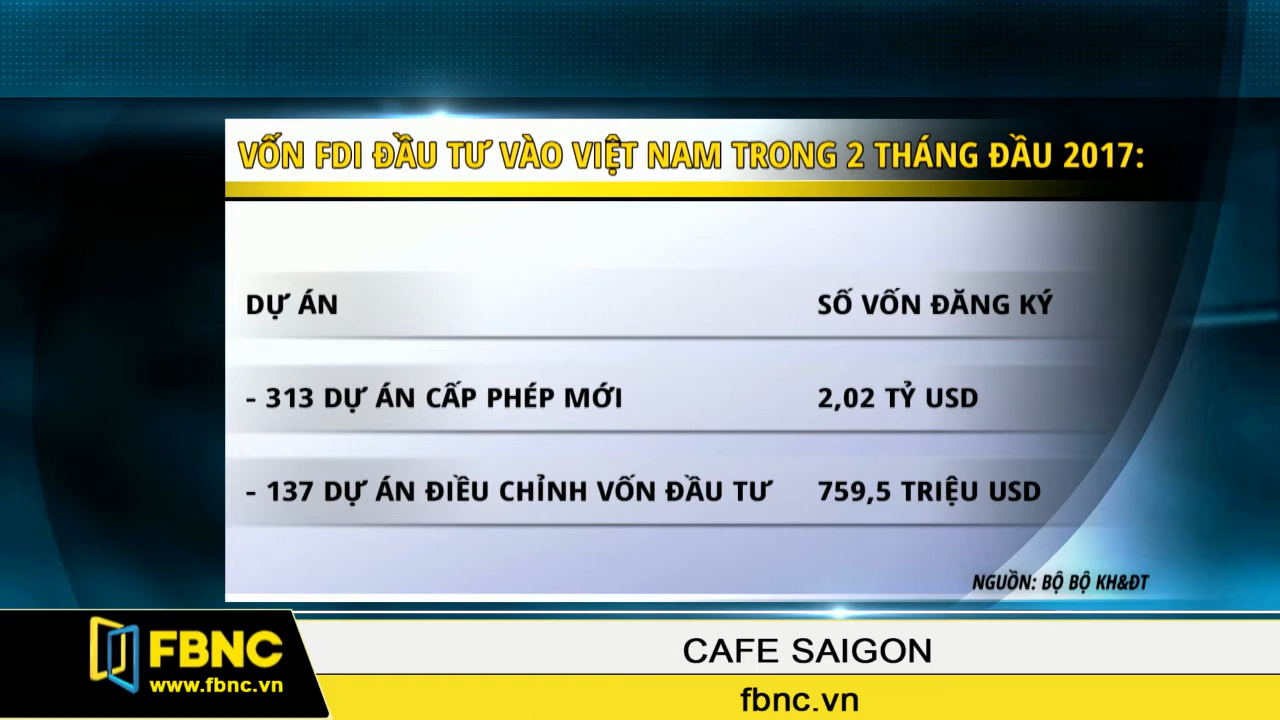 VỐN FDI ĐẦU TƯ VÀO VIỆT NAM TRONG 2 THÁNG ĐẦU 2017:
DỰ ÁN SỐ VỐN ĐĂNG KÝ
- 313 DỰ ÁN CẤP PHÉP MỚI 2,02 TỶ USD
- 137 DỰ ÁN ĐIỀU CHỈNH VỐN ĐẦU TƯ 759,5 TRIỆU USD
NGUỒN: BỘ BỘ KH&ĐT
FBNC
www.fbnc.vn
CAFE SAIGON
fbnc.vn